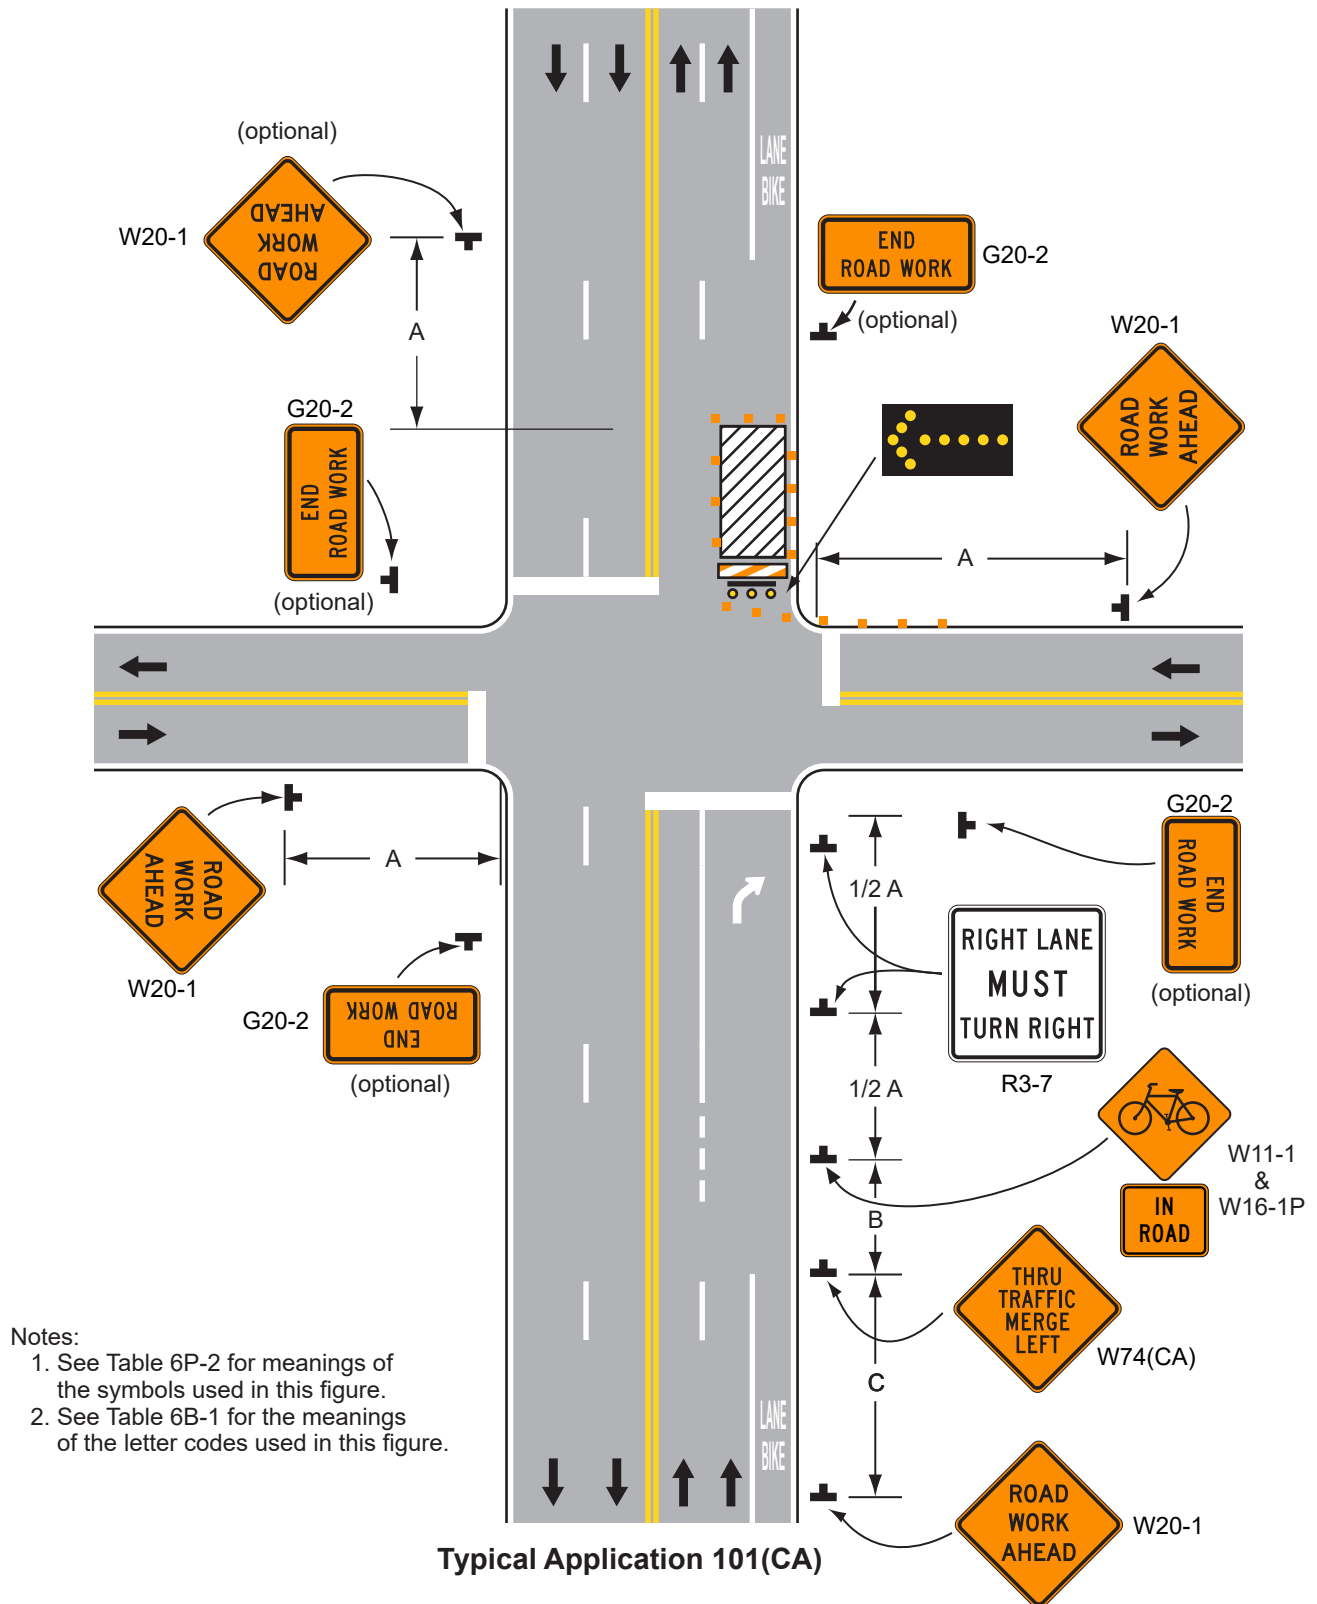 (optional)
W20-1
ROAD
WORK
AHEAD
A
LANE
BIKE
END
ROAD WORK
G20-2
(optional)
W20-1
ROAD
WORK
AHEAD
G20-2
END
ROAD WORK
(optional)
A
A
ROAD
WORK
AHEAD
W20-1
G20-2
END
ROAD WORK
(optional)
1/2 A
G20-2
END
ROAD WORK
(optional)
RIGHT LANE
MUST
TURN RIGHT
R3-7
1/2 A
W11-1
&
W16-1P
IN
ROAD
B
THRU
TRAFFIC
MERGE
LEFT
W74(CA)
C
LANE
BIKE
ROAD
WORK
AHEAD
W20-1
Notes:
1. See Table 6P-2 for meanings of
the symbols used in this figure.
2. See Table 6B-1 for the meanings
of the letter codes used in this figure.
Typical Application 101(CA)